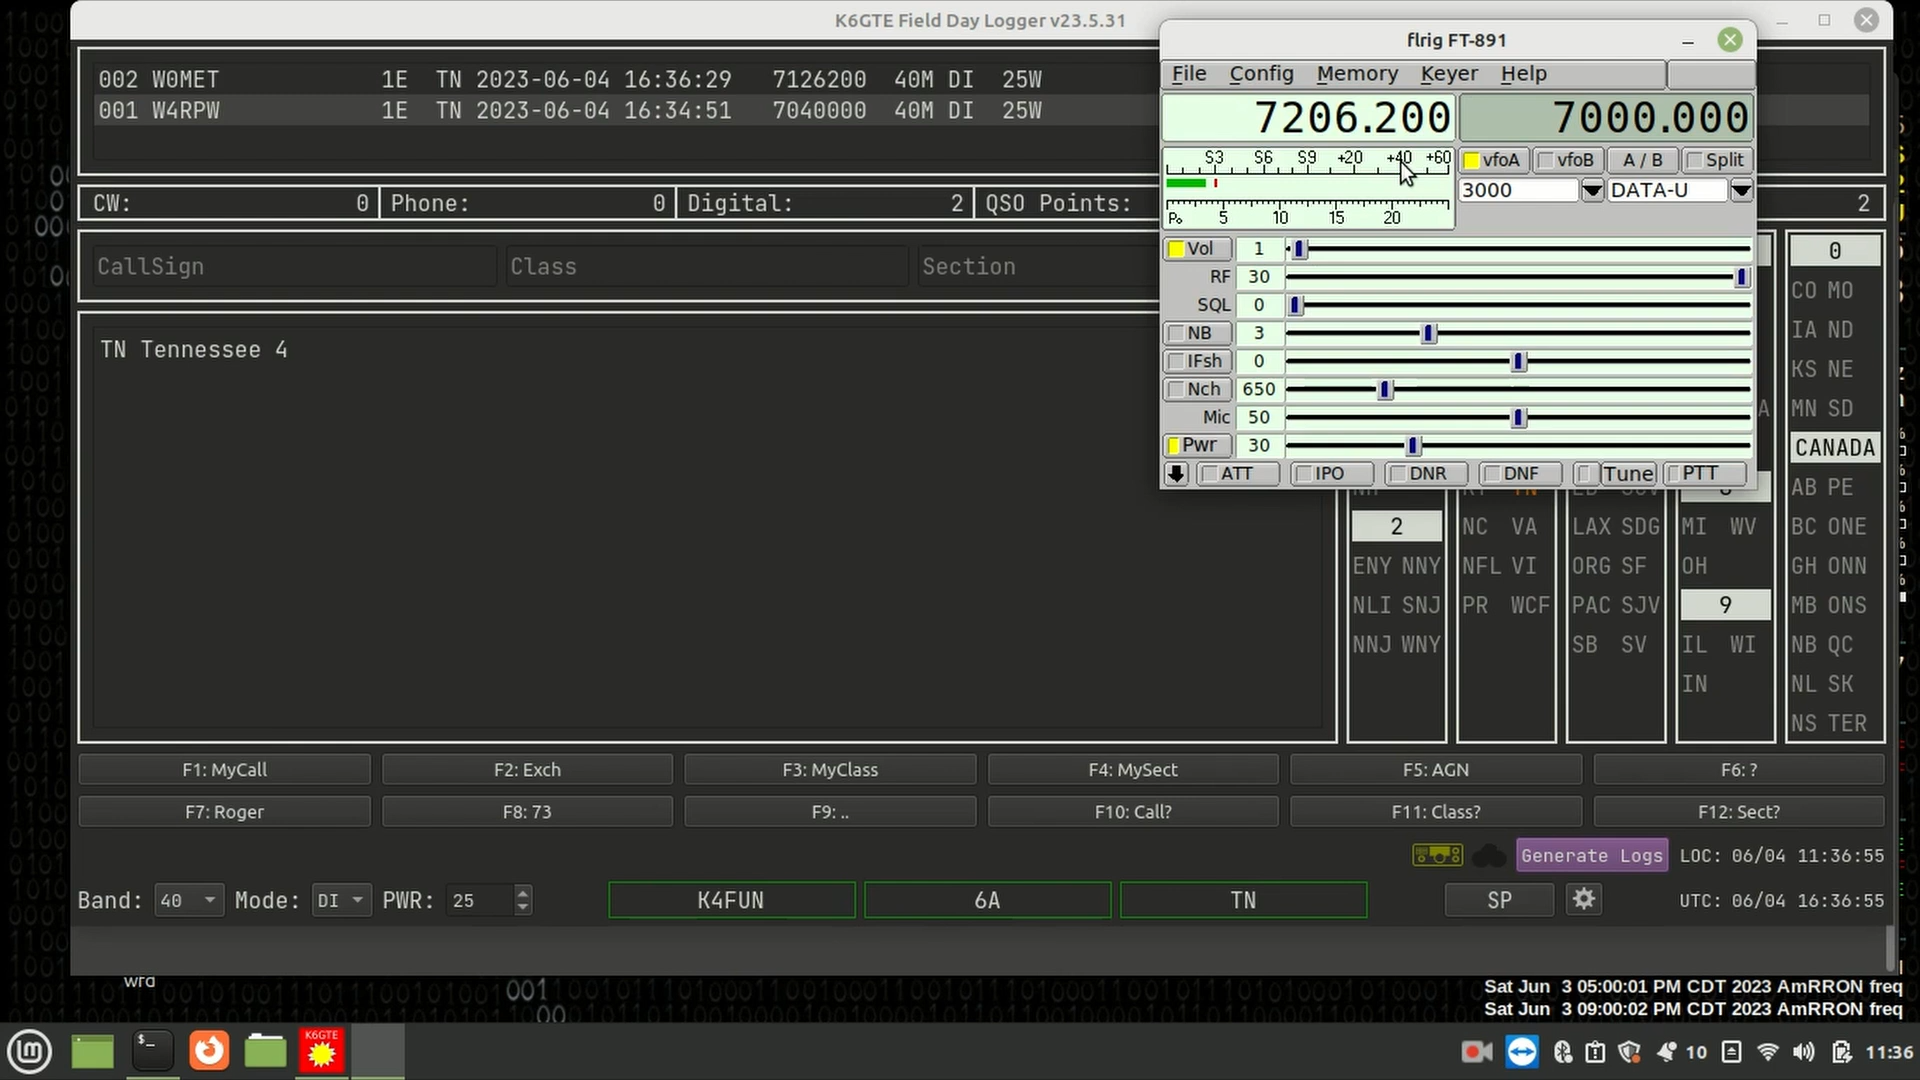 K6GTE Field Day Logger v23.5.31
002 W0MET 1E TN 2023-06-04 16:36:29 7126200 40M DI 25W
001 W4RPW 1E TN 2023-06-04 16:34:51 7040000 40M DI 25W
CW: 0 Phone: 0 Digital: 2 QSO Points: 2
CallSign Class Section
TN Tennessee 4
flrig FT-891
File Config Memory Keyer Help
7206.200 7000.000
S3 S6 S9 +20 +40 +60
vfoA vfoB A / B Split
3000 DATA-U
Po 5 10 15 20
Vol 1
RF 30
SQL 0
NB 3
IFsh 0
Nch 650
Mic 50
Pwr 30
ATT IPO DNR DNF Tune PTT
2
ENY NNY
NLI SNJ
NNJ WNY
NC VA
NFL VI
PR WCF
LAX SDG
ORG SF
PAC SJV
SB SV
MI WV
OH
9
IL WI
IN
0
CO MO
IA ND
KS NE
MN SD
CANADA
AB PE
BC ONE
GH ONN
MB ONS
NB QC
NL SK
NS TER
F1: MyCall F2: Exch F3: MyClass F4: MySect F5: AGN F6: ?
F7: Roger F8: 73 F9: .. F10: Call? F11: Class? F12: Sect?
Generate Logs LOC: 06/04 11:36:55
Band: 40 Mode: DI PWR: 25 K4FUN 6A TN SP UTC: 06/04 16:36:55
wrd
Sat Jun 3 05:00:01 PM CDT 2023 AmRRON freq
Sat Jun 3 09:00:02 PM CDT 2023 AmRRON freq
K6GTE
10 11:36